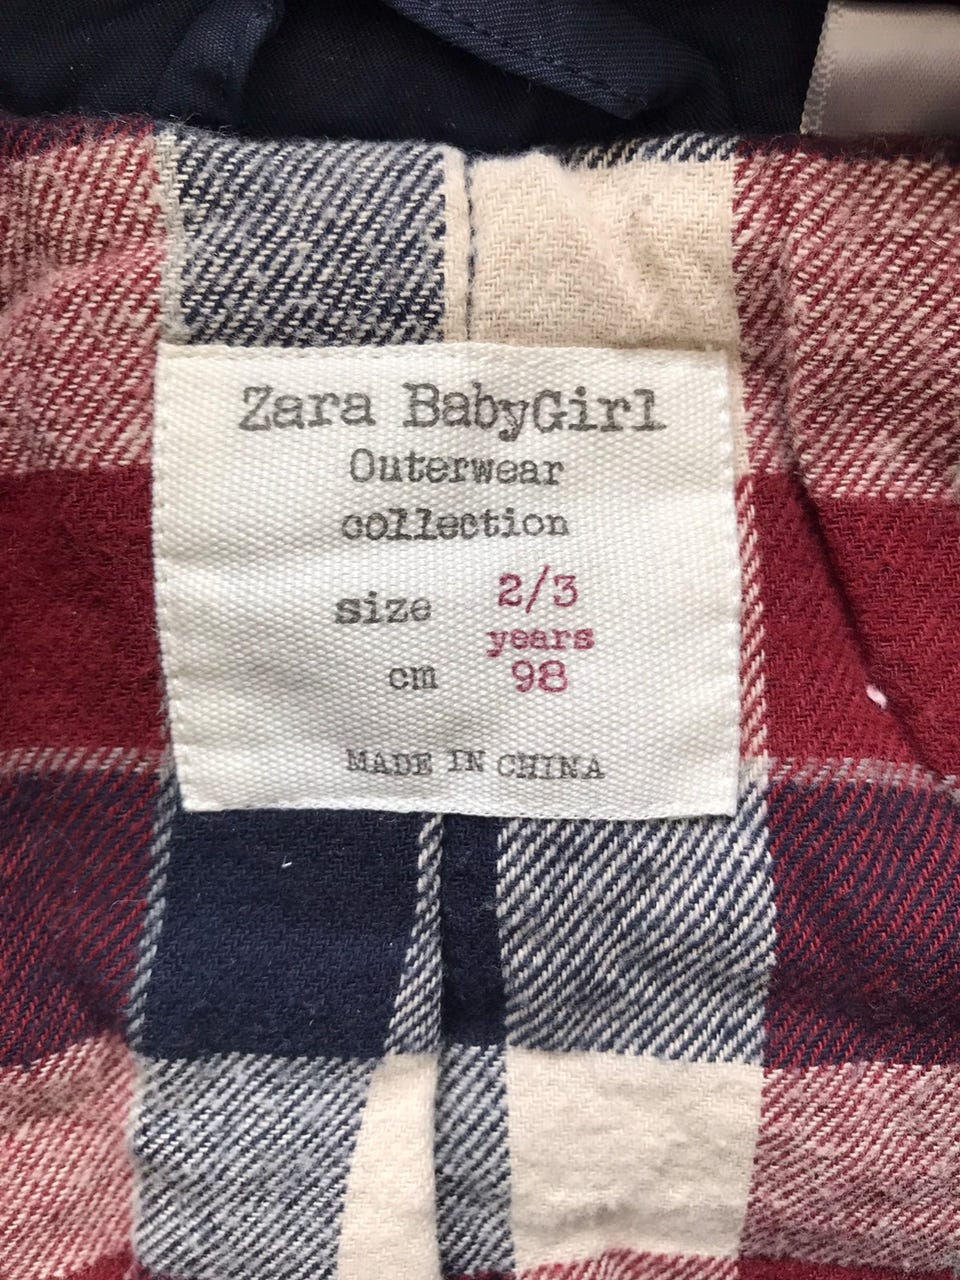 Zara BabyGirl
Outerwear
collection
size 2/3
years
cm 98
MADE IN CHINA